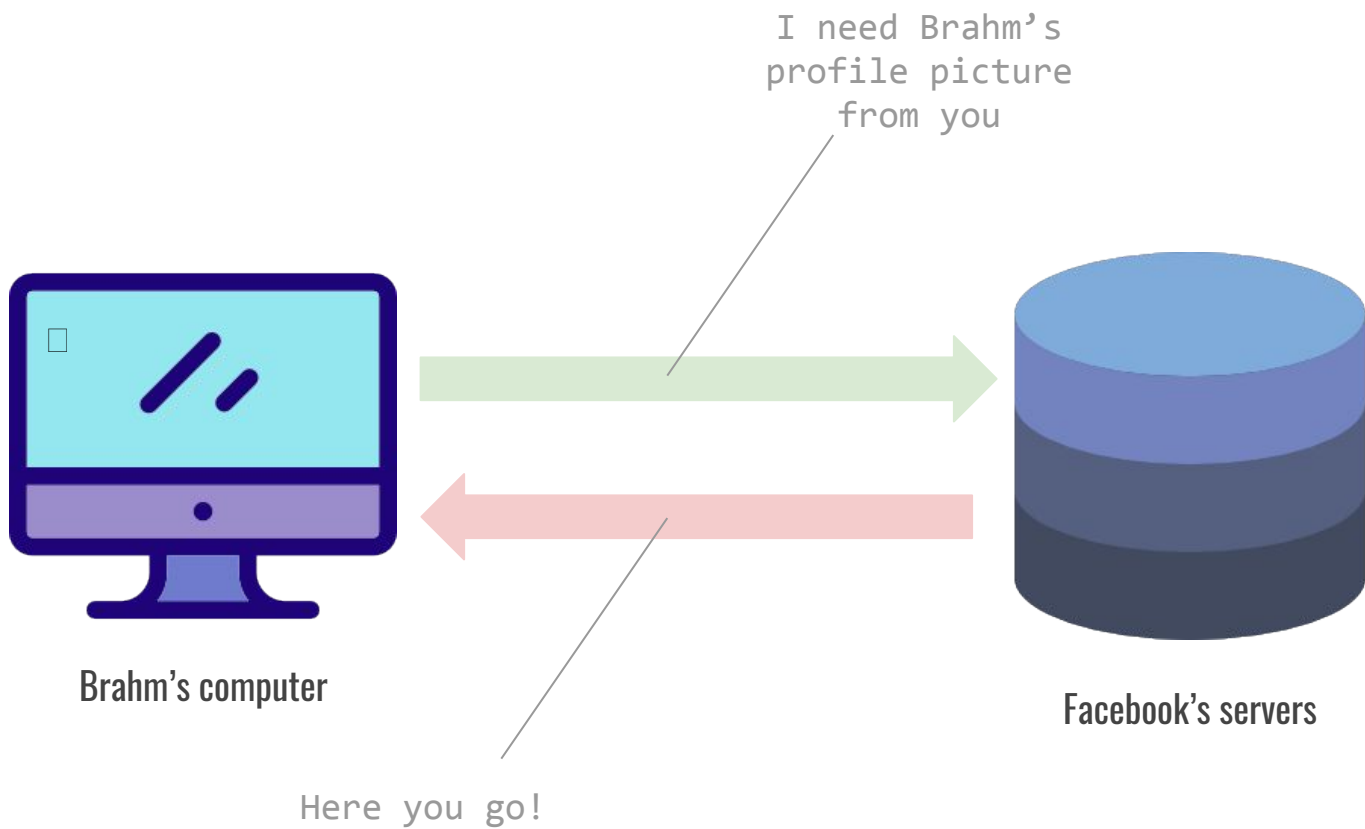 I need Brahm’s
profile picture
from you
Brahm’s computer
Facebook’s servers
Here you go!